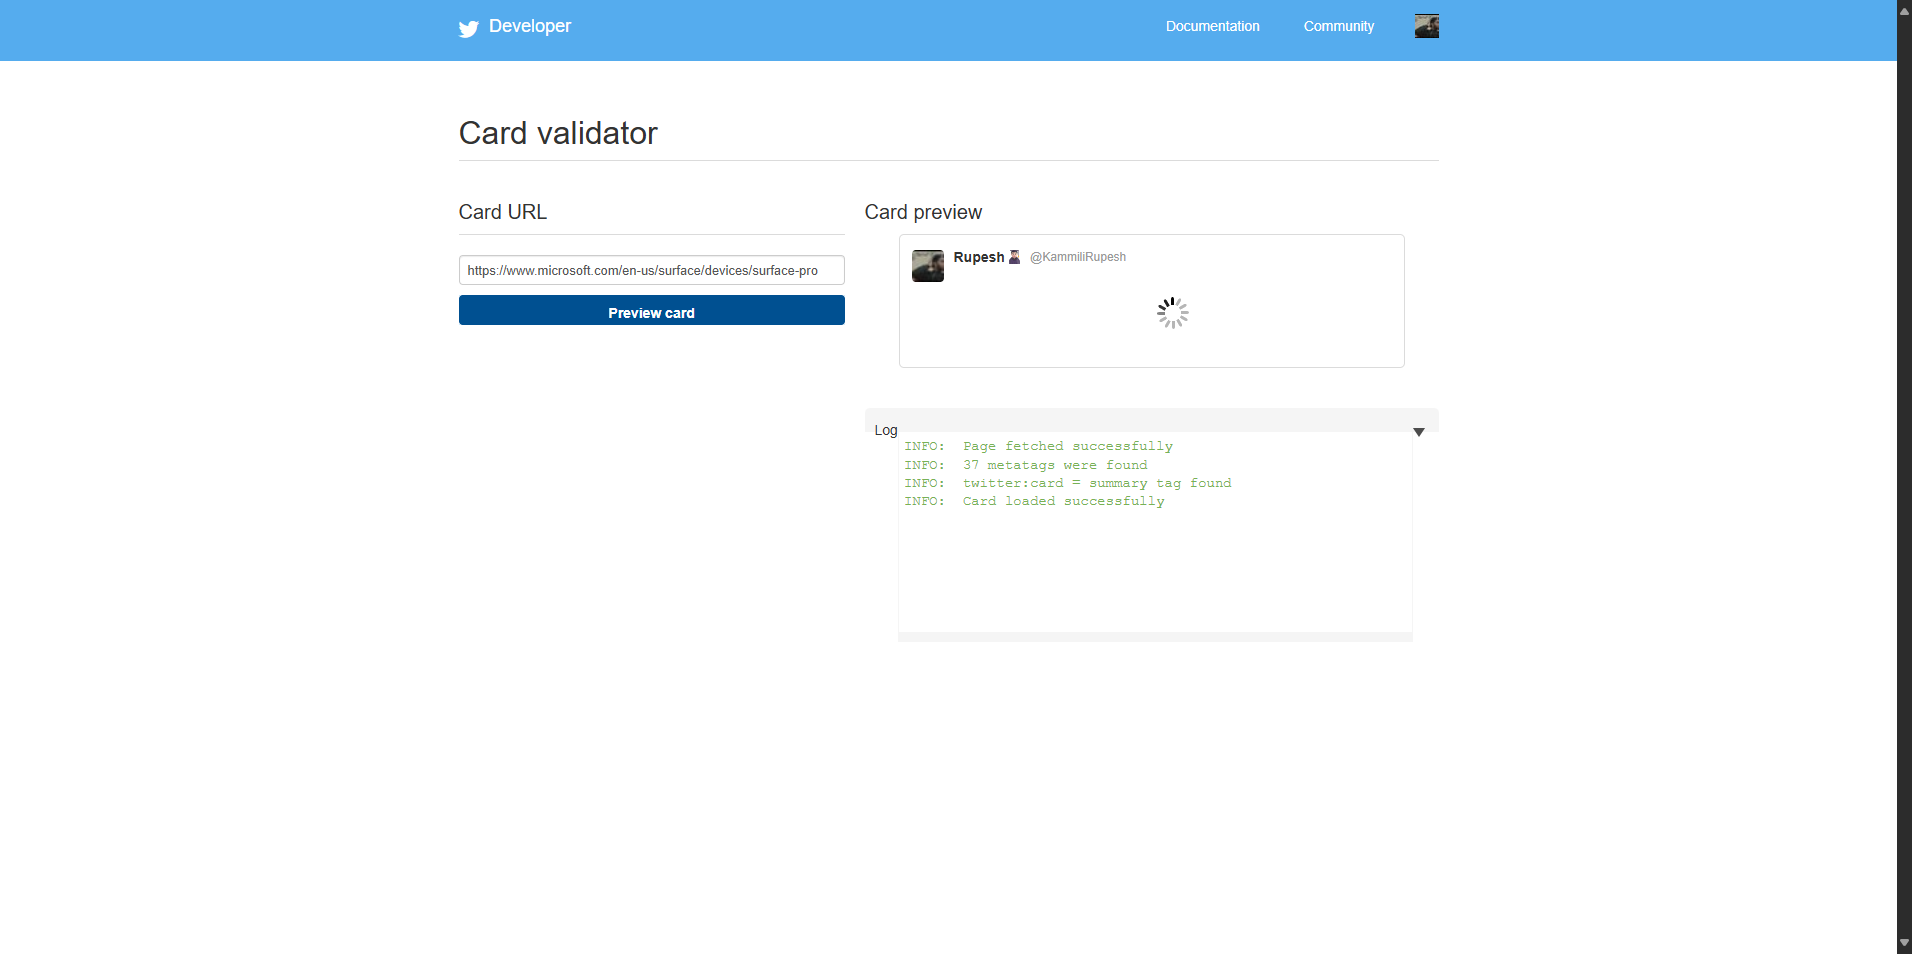 Developer
Documentation
Community
Card validator
Card URL
https://www.microsoft.com/en-us/surface/devices/surface-pro
Preview card
Card preview
Rupesh @KammiliRupesh
Log
INFO: Page fetched successfully
INFO: 37 metatags were found
INFO: twitter:card = summary tag found
INFO: Card loaded successfully